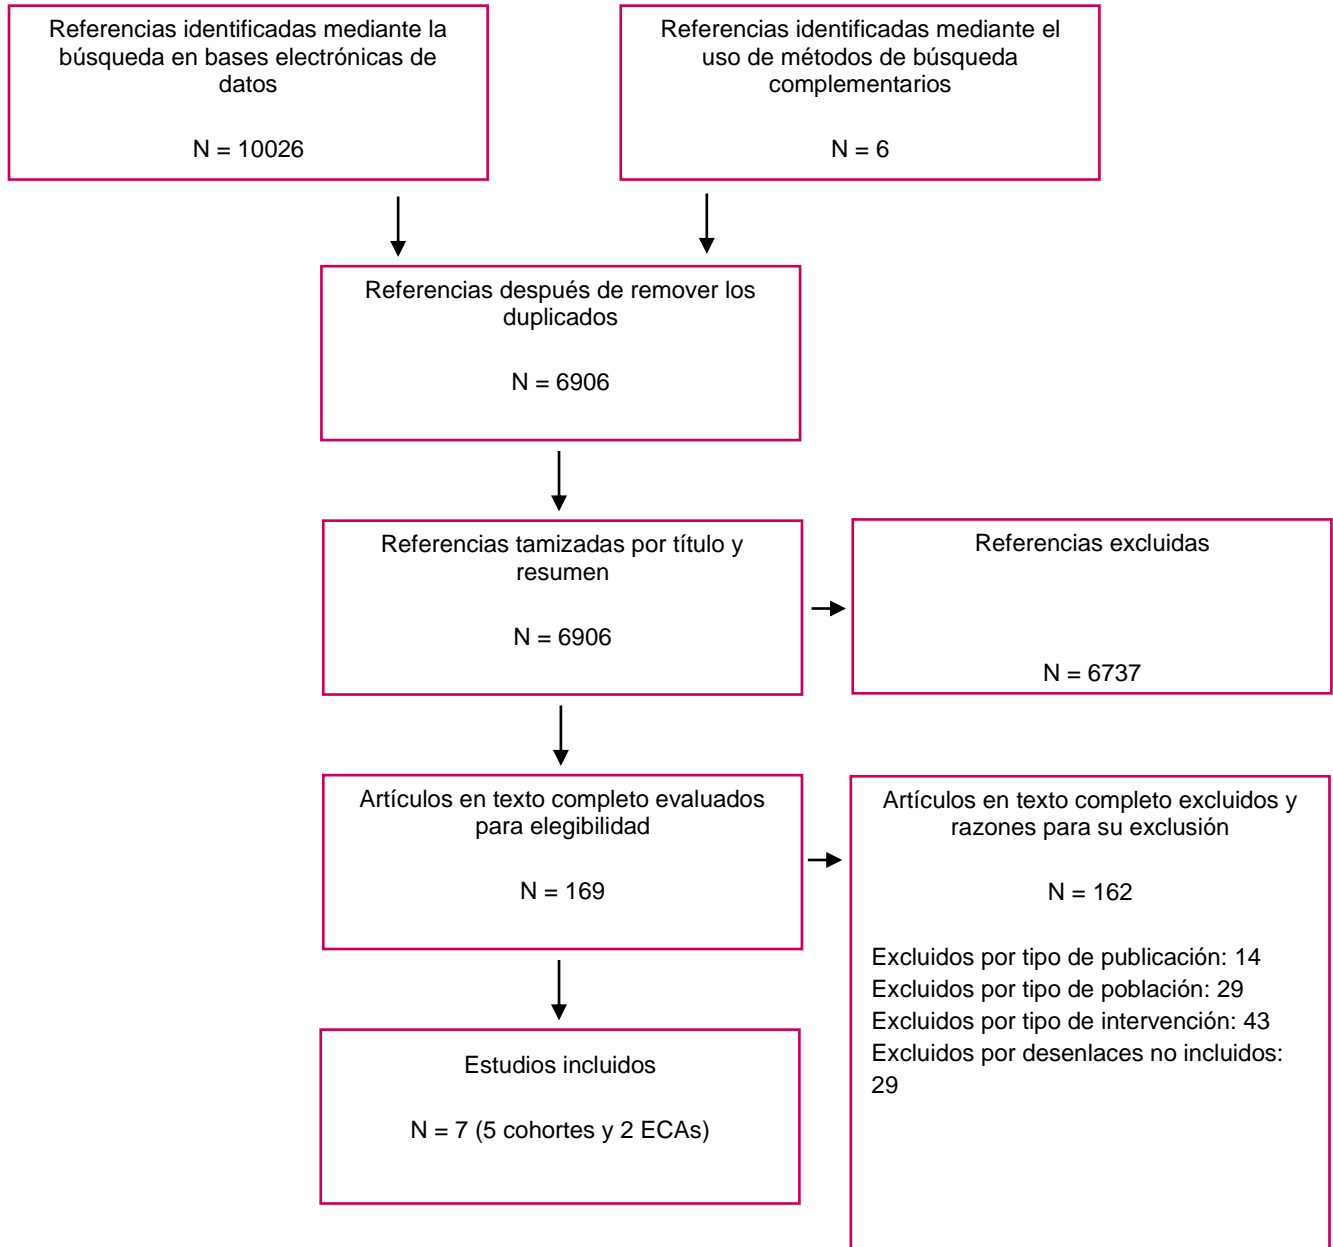 Referencias identificadas mediante la
búsqueda en bases electrónicas de
datos
N = 10026
Referencias identificadas mediante el
uso de métodos de búsqueda
complementarios
N = 6
Referencias después de remover los
duplicados
N = 6906
Referencias tamizadas por título y
resumen
N = 6906
Referencias excluidas
N = 6737
Artículos en texto completo evaluados
para elegibilidad
N = 169
Artículos en texto completo excluidos y
razones para su exclusión
N = 162
Excluidos por tipo de publicación: 14
Excluidos por tipo de población: 29
Excluidos por tipo de intervención: 43
Excluidos por desenlaces no incluidos:
29
Estudios incluidos
N = 7 (5 cohortes y 2 ECAs)